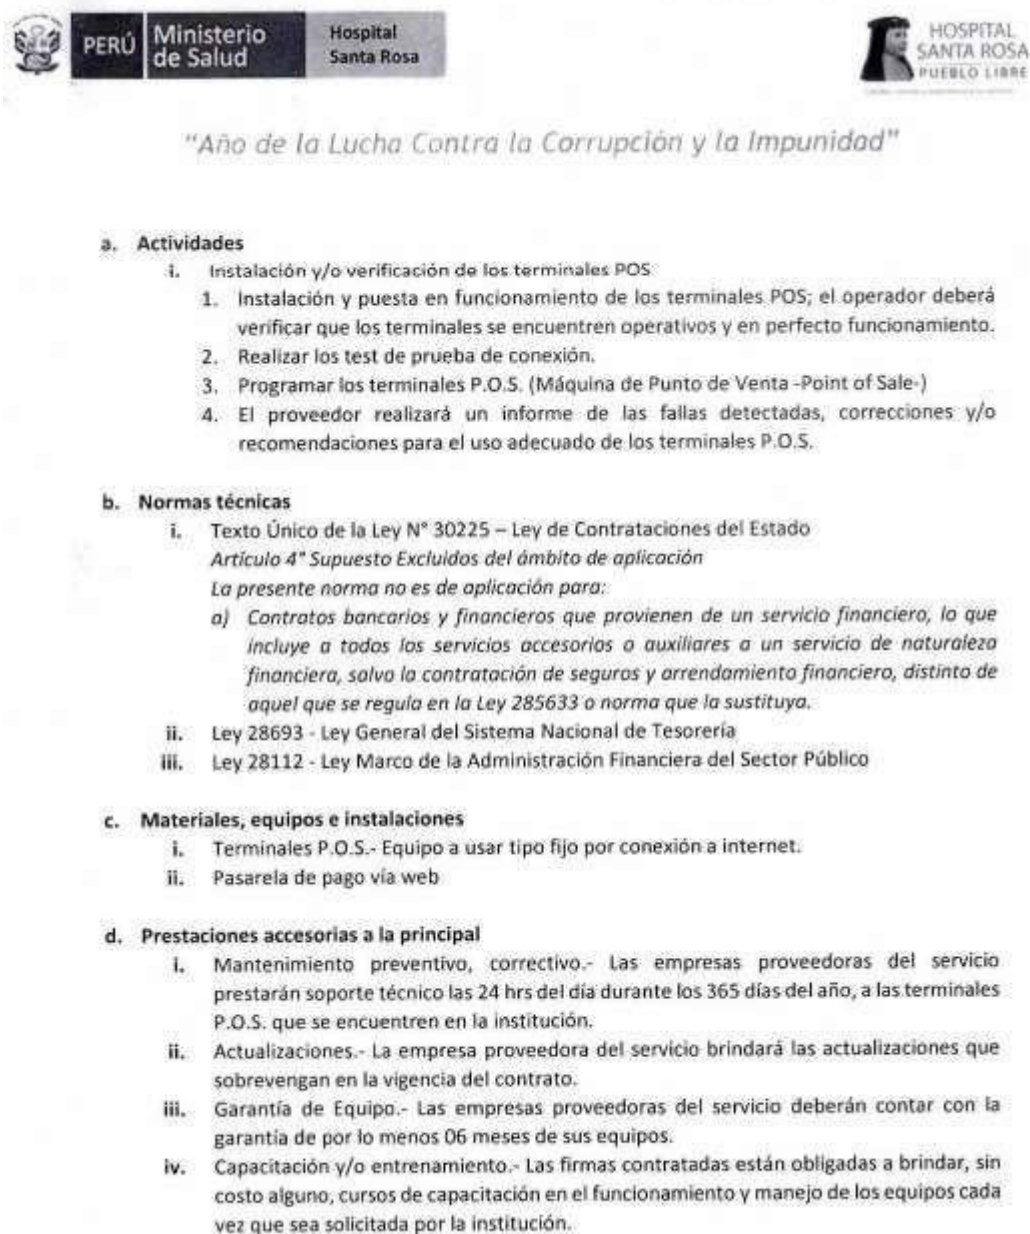 PERÚ
Ministerio
de Salud
Hospital
Santa Rosa
HOSPITAL
SANTA ROSA
PUEBLO LIBRE
"Año de la Lucha Contra la Corrupción y la Impunidad"
a. Actividades
i. Instalación y/o verificación de los terminales POS
1. Instalación y puesta en funcionamiento de los terminales POS; el operador deberá
verificar que los terminales se encuentren operativos y en perfecto funcionamiento.
2. Realizar los test de prueba de conexión.
3. Programar los terminales P.O.S. (Máquina de Punto de Venta -Point of Sale-)
4. El proveedor realizará un informe de las fallas detectadas, correcciones y/o
recomendaciones para el uso adecuado de los terminales P.O.S.
b. Normas técnicas
i. Texto Único de la Ley N° 30225 – Ley de Contrataciones del Estado
Artículo 4° Supuesto Excluidos del ámbito de aplicación
La presente norma no es de aplicación para:
a) Contratos bancarios y financieros que provienen de un servicio financiero, lo que
incluye a todos los servicios accesorios o auxiliares a un servicio de naturaleza
financiera, salvo la contratación de seguros y arrendamiento financiero, distinto de
aquel que se regula en la Ley 285633 o norma que la sustituya.
ii. Ley 28693 - Ley General del Sistema Nacional de Tesorería
iii. Ley 28112 - Ley Marco de la Administración Financiera del Sector Público
c. Materiales, equipos e instalaciones
i. Terminales P.O.S.- Equipo a usar tipo fijo por conexión a internet.
ii. Pasarela de pago vía web
d. Prestaciones accesorias a la principal
i. Mantenimiento preventivo, correctivo.- Las empresas proveedoras del servicio
prestarán soporte técnico las 24 hrs del día durante los 365 días del año, a las terminales
P.O.S. que se encuentren en la institución.
ii. Actualizaciones.- La empresa proveedora del servicio brindará las actualizaciones que
sobrevengan en la vigencia del contrato.
iii. Garantía de Equipo.- Las empresas proveedoras del servicio deberán contar con la
garantía de por lo menos 06 meses de sus equipos.
iv. Capacitación y/o entrenamiento.- Las firmas contratadas están obligadas a brindar, sin
costo alguno, cursos de capacitación en el funcionamiento y manejo de los equipos cada
vez que sea solicitada por la institución.